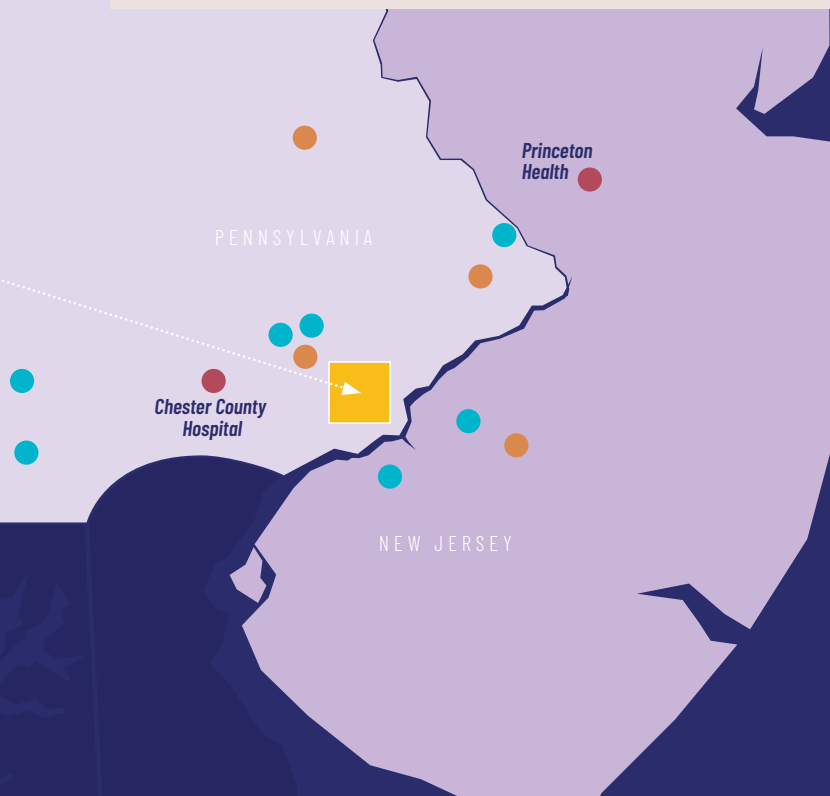 Princeton
Health
PENNSYLVANIA
Chester County
Hospital
NEW JERSEY